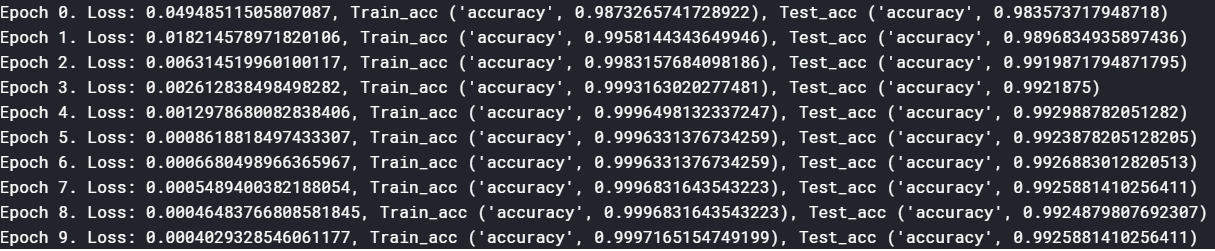 Epoch 0. Loss: 0.04948511505807087, Train_acc ('accuracy', 0.9873265741728922), Test_acc ('accuracy', 0.983573717948718)
Epoch 1. Loss: 0.018214578971820106, Train_acc ('accuracy', 0.9958144343649946), Test_acc ('accuracy', 0.9896834935897436)
Epoch 2. Loss: 0.006314519960100117, Train_acc ('accuracy', 0.9983157684098186), Test_acc ('accuracy', 0.9919871794871795)
Epoch 3. Loss: 0.002612838498498282, Train_acc ('accuracy', 0.9993163020277481), Test_acc ('accuracy', 0.9921875)
Epoch 4. Loss: 0.0012978680082838406, Train_acc ('accuracy', 0.9996498132337247), Test_acc ('accuracy', 0.992988782051282)
Epoch 5. Loss: 0.0008618818497433307, Train_acc ('accuracy', 0.9996331376734259), Test_acc ('accuracy', 0.9923878205128205)
Epoch 6. Loss: 0.0006680498966365967, Train_acc ('accuracy', 0.9996331376734259), Test_acc ('accuracy', 0.9926883012820513)
Epoch 7. Loss: 0.0005489400382188054, Train_acc ('accuracy', 0.9996831643543223), Test_acc ('accuracy', 0.9925881410256411)
Epoch 8. Loss: 0.00046483766808581845, Train_acc ('accuracy', 0.9996831643543223), Test_acc ('accuracy', 0.9924879807692307)
Epoch 9. Loss: 0.0004029328546061177, Train_acc ('accuracy', 0.9997165154749199), Test_acc ('accuracy', 0.9925881410256411)